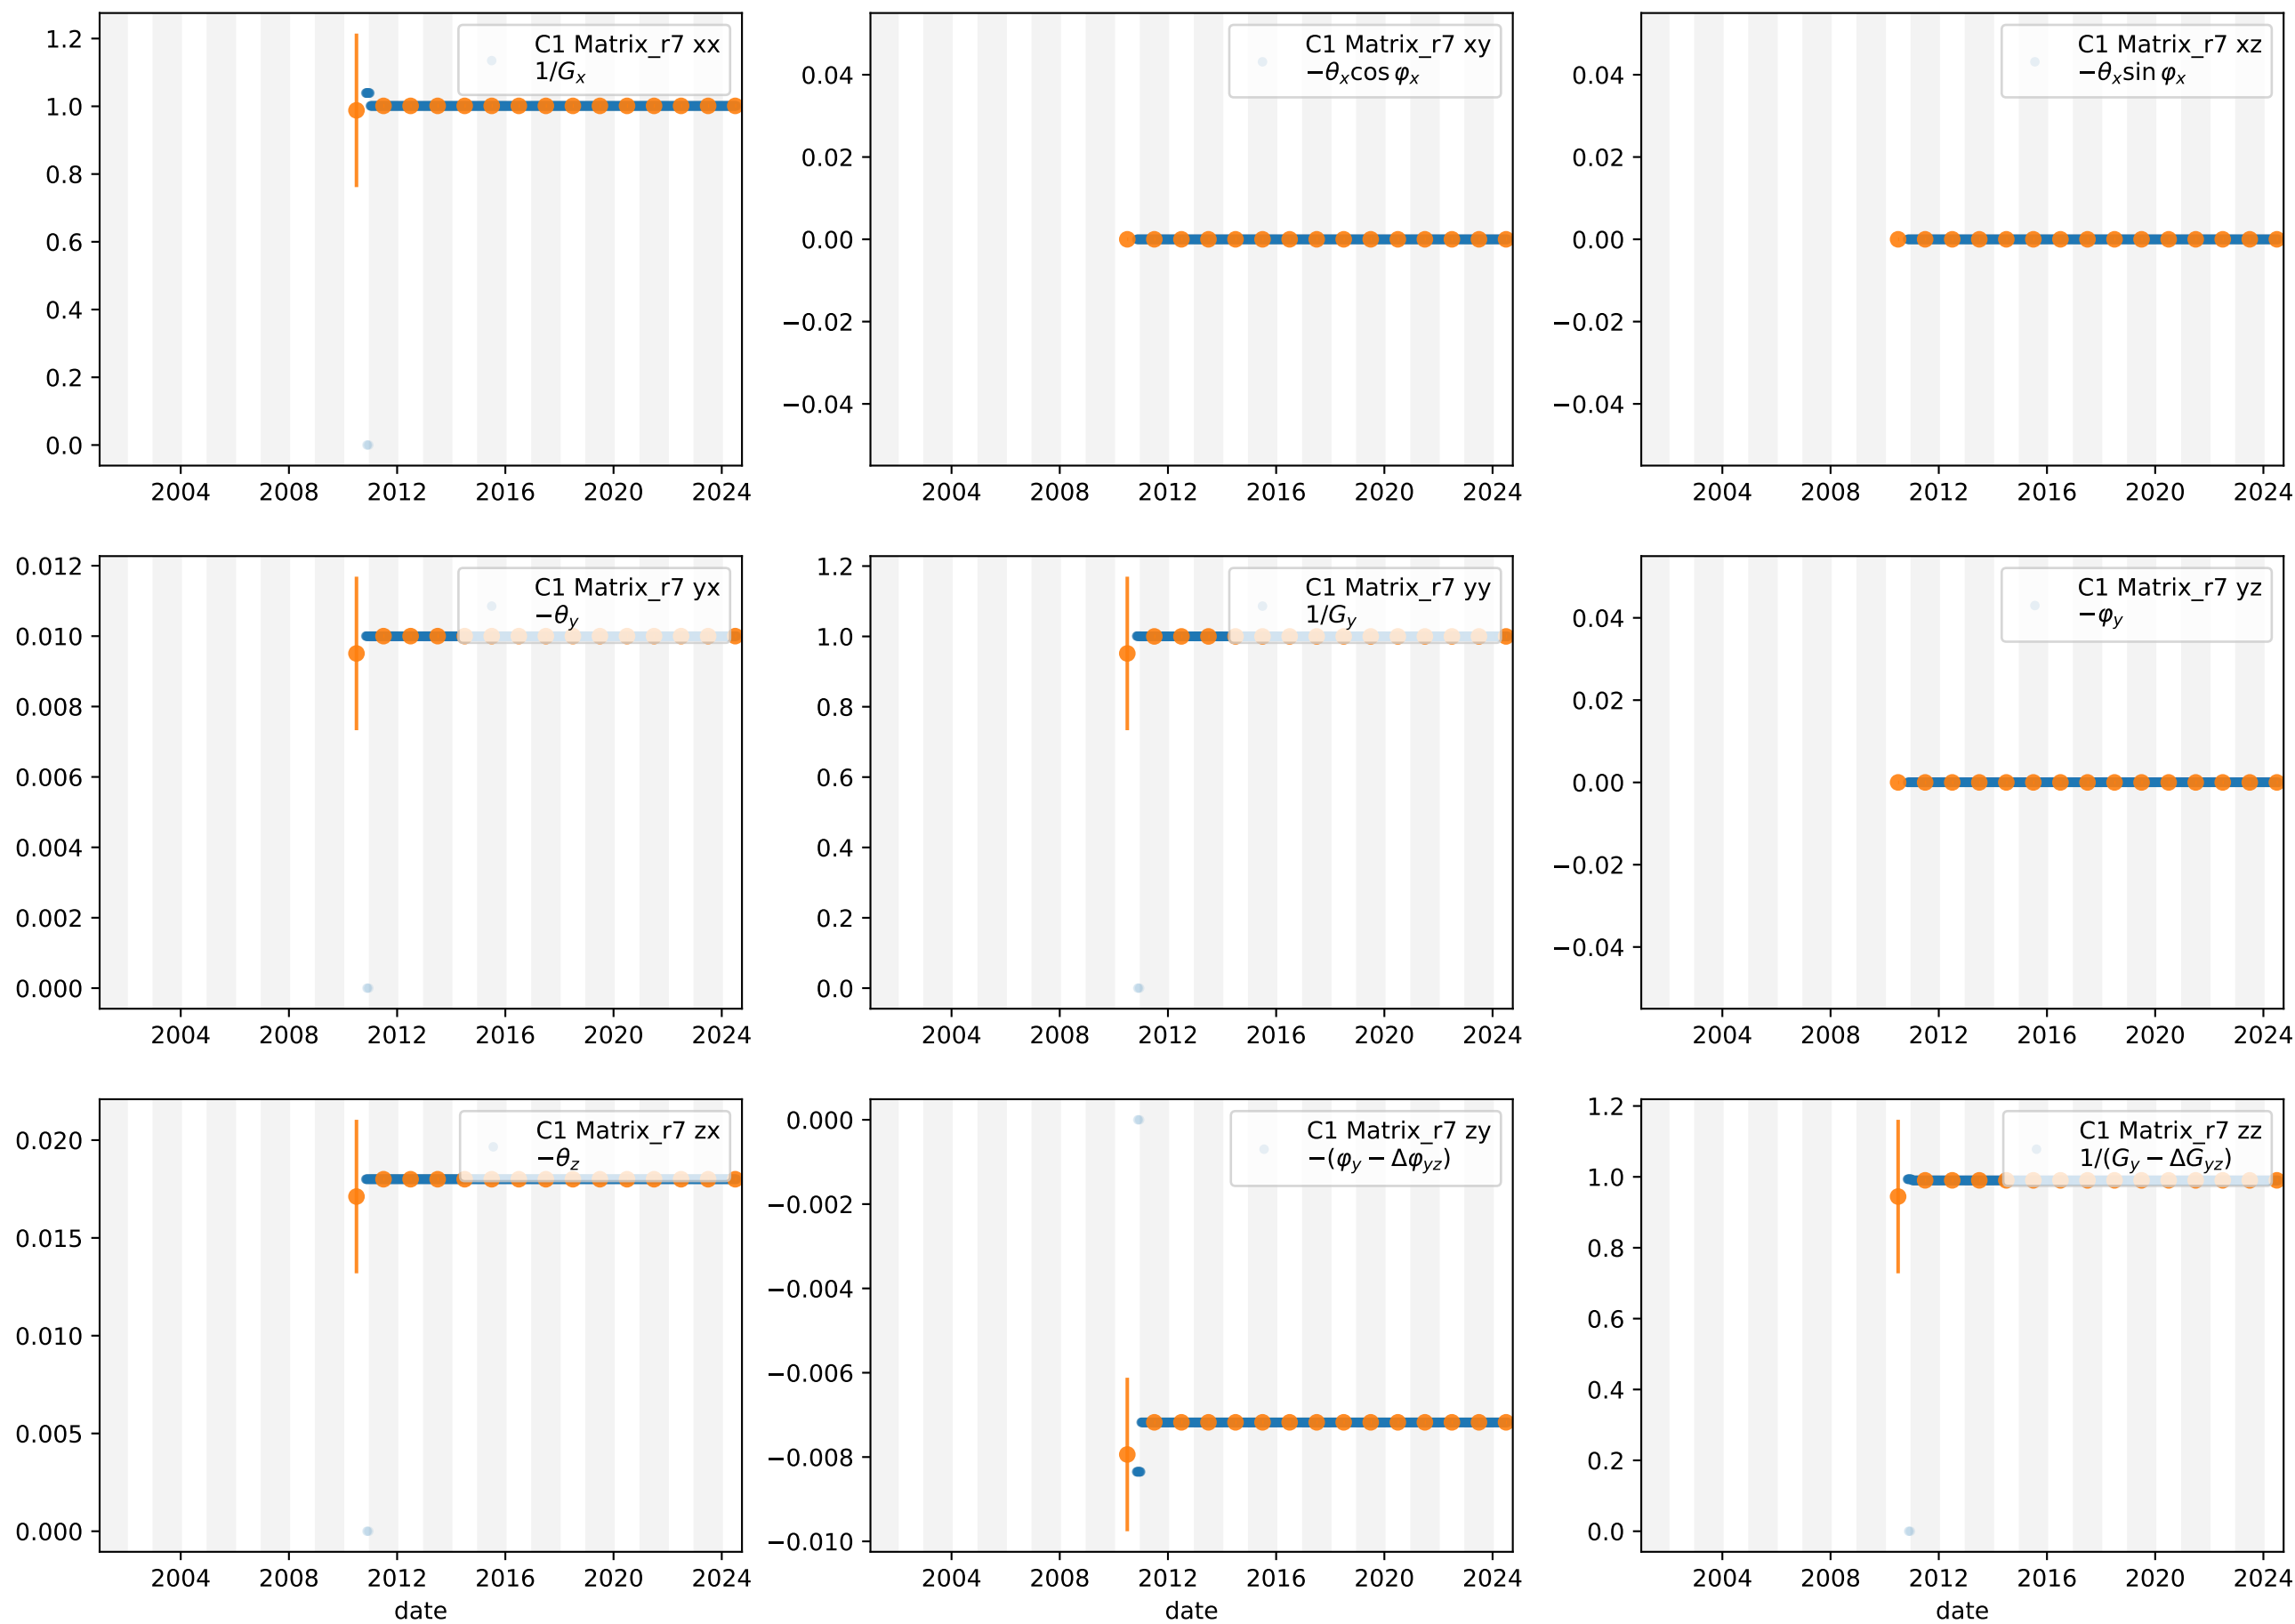 1.2
1.0
0.8
0.6
0.4
0.2
0.0
C1 Matrix_r7 xx
1/Gₓ
2004 2008 2012 2016 2020 2024
0.04
0.02
0.00
−0.02
−0.04
C1 Matrix_r7 xy
−θₓ cos φₓ
2004 2008 2012 2016 2020 2024
0.04
0.02
0.00
−0.02
−0.04
C1 Matrix_r7 xz
−θₓ sin φₓ
2004 2008 2012 2016 2020 2024
0.012
0.010
0.008
0.006
0.004
0.002
0.000
C1 Matrix_r7 yx
−θ_y
2004 2008 2012 2016 2020 2024
1.2
1.0
0.8
0.6
0.4
0.2
0.0
C1 Matrix_r7 yy
1/G_y
2004 2008 2012 2016 2020 2024
0.04
0.02
0.00
−0.02
−0.04
C1 Matrix_r7 yz
−φ_y
2004 2008 2012 2016 2020 2024
0.020
0.015
0.010
0.005
0.000
C1 Matrix_r7 zx
−θ_z
2004 2008 2012 2016 2020 2024
date
0.000
−0.002
−0.004
−0.006
−0.008
−0.010
C1 Matrix_r7 zy
−(φ_y − Δφ_yz)
2004 2008 2012 2016 2020 2024
date
1.2
1.0
0.8
0.6
0.4
0.2
0.0
C1 Matrix_r7 zz
1/(G_y − ΔG_yz)
2004 2008 2012 2016 2020 2024
date